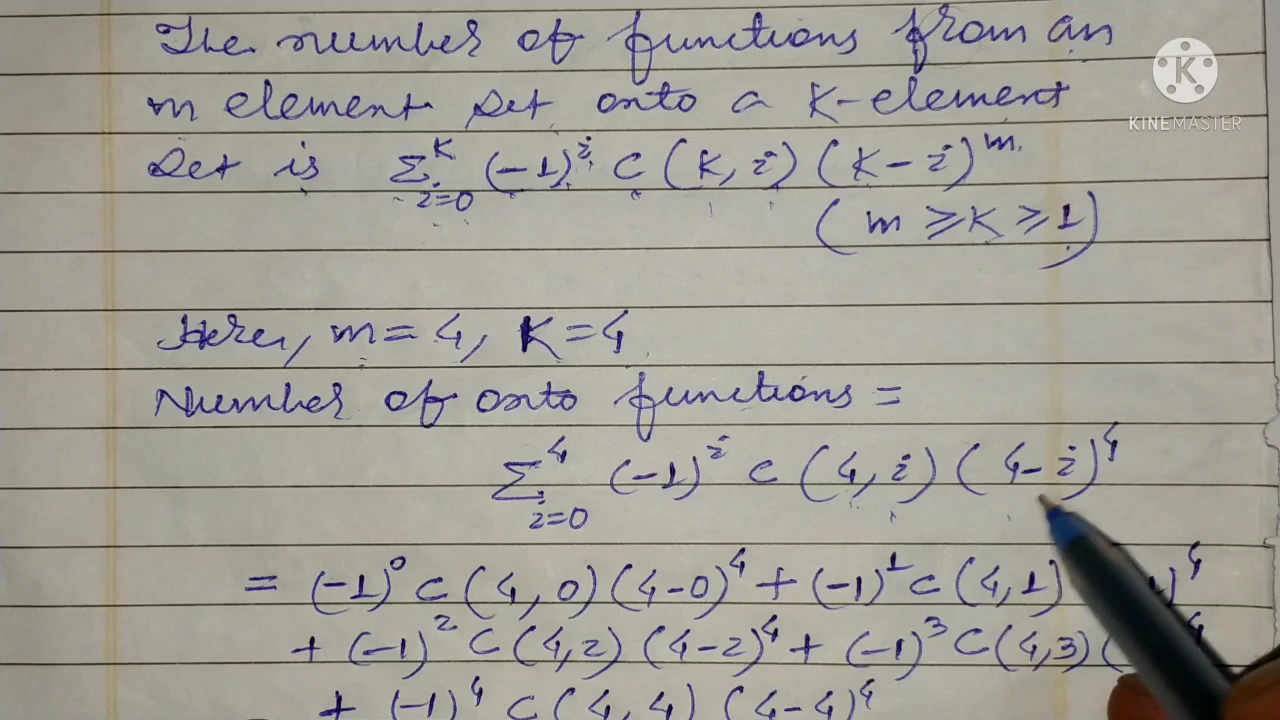 The number of functions from an
m element set onto a K-element
set is Σ_{i=0}^{K} (-1)^i C (K, i) (K-i)^m
(m ≥ K ≥ 1)
Here, m = 4, K = 4
Number of onto functions =
Σ_{i=0}^{4} (-1)^i C (4, i) (4-i)^4
= (-1)^0 C (4, 0) (4-0)^4 + (-1)^1 C (4, 1) )^4
+ (-1)^2 C (4,2) (4-2)^4 + (-1)^3 C (4,3) (
+ (-1)^4 C (4, 4) (4-4)^4
K
KINEMASTER